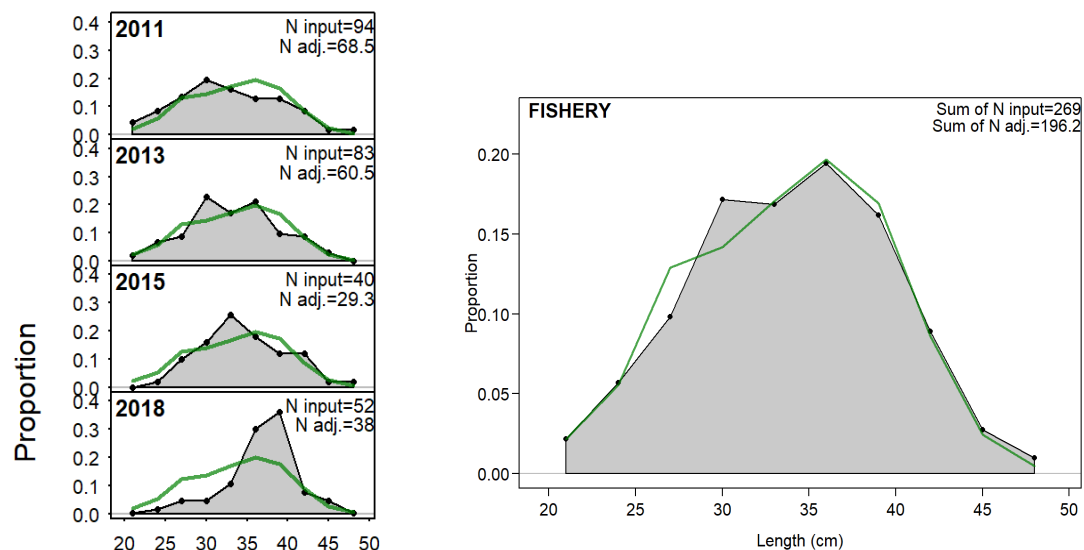 Proportion
2011
N input=94
N adj.=68.5
0.4
0.3
0.2
0.1
0.0
2013
N input=83
N adj.=60.5
0.4
0.3
0.2
0.1
0.0
2015
N input=40
N adj.=29.3
0.4
0.3
0.2
0.1
0.0
2018
N input=52
N adj.=38
0.4
0.3
0.2
0.1
0.0
20 25 30 35 40 45 50
FISHERY
Sum of N input=269
Sum of N adj.=196.2
Proportion
0.20
0.15
0.10
0.05
0.00
20 25 30 35 40 45 50
Length (cm)